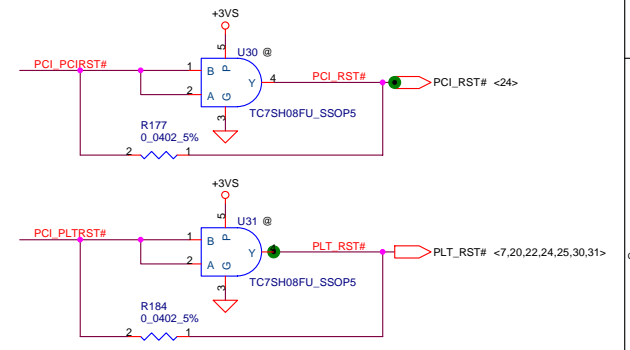 +3VS
5
U30 @
PCI_PCIRST#
1
B
P
Y
4
PCI_RST#
PCI_RST# <24>
2
A
G
3
TC7SH08FU_SSOP5
R177
0_0402_5%
2
1
+3VS
5
U31 @
PCI_PLTRST#
1
B
P
Y
PLT_RST#
PLT_RST# <7,20,22,24,25,30,31>
2
A
G
3
TC7SH08FU_SSOP5
R184
0_0402_5%
2
1